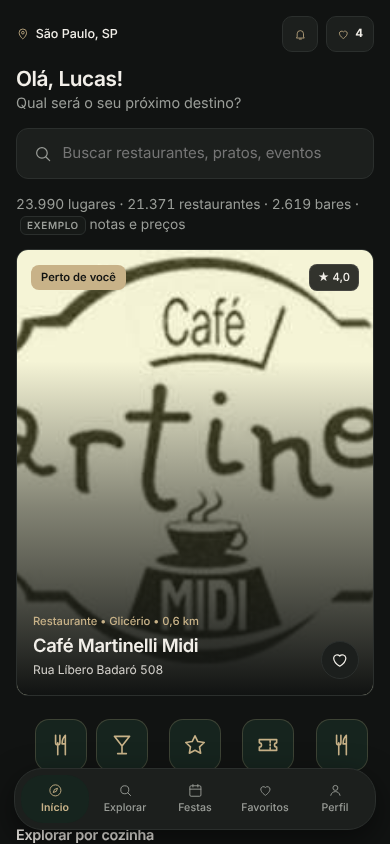 São Paulo, SP
4
Olá, Lucas!
Qual será o seu próximo destino?
Buscar restaurantes, pratos, eventos
23.990 lugares · 21.371 restaurantes · 2.619 bares ·
EXEMPLO notas e preços
Perto de você
★ 4,0
Café
artine
MIDI
Restaurante • Glicério • 0,6 km
Café Martinelli Midi
Rua Líbero Badaró 508
Início
Explorar
Festas
Favoritos
Perfil
Explorar por cozinha